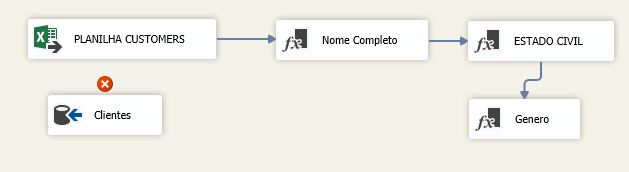 PLANILHA CUSTOMERS
Nome Completo
ESTADO CIVIL
Clientes
Genero